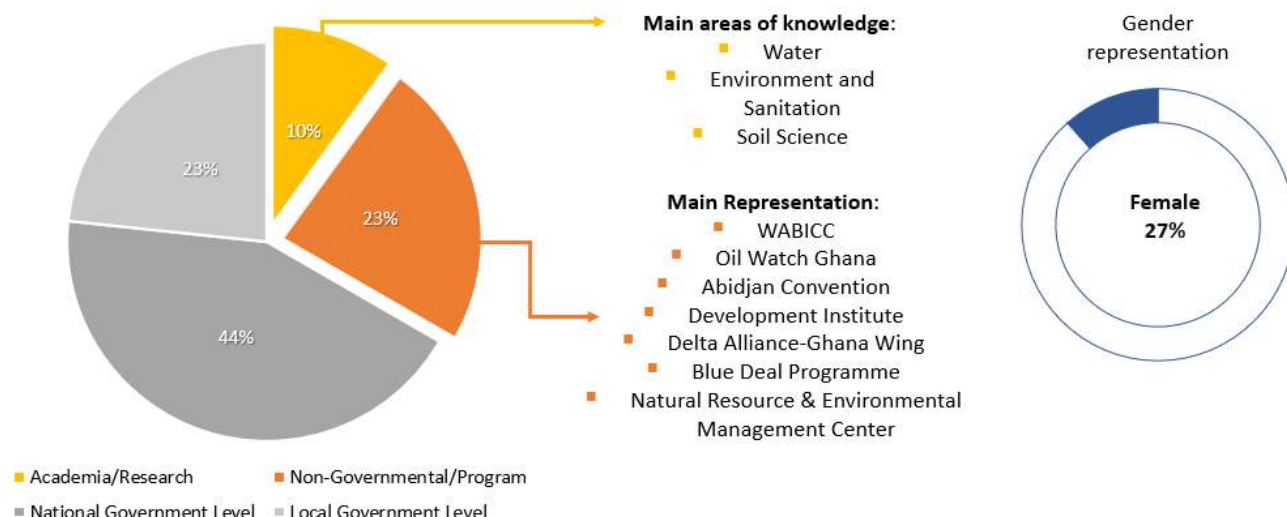 10%
23%
44%
23%
Academia/Research
Non-Governmental/Program
National Government Level
Local Government Level
Main areas of knowledge:
Water
Environment and
Sanitation
Soil Science
Main Representation:
WABICC
Oil Watch Ghana
Abidjan Convention
Development Institute
Delta Alliance-Ghana Wing
Blue Deal Programme
Natural Resource & Environmental
Management Center
Gender
representation
Female
27%